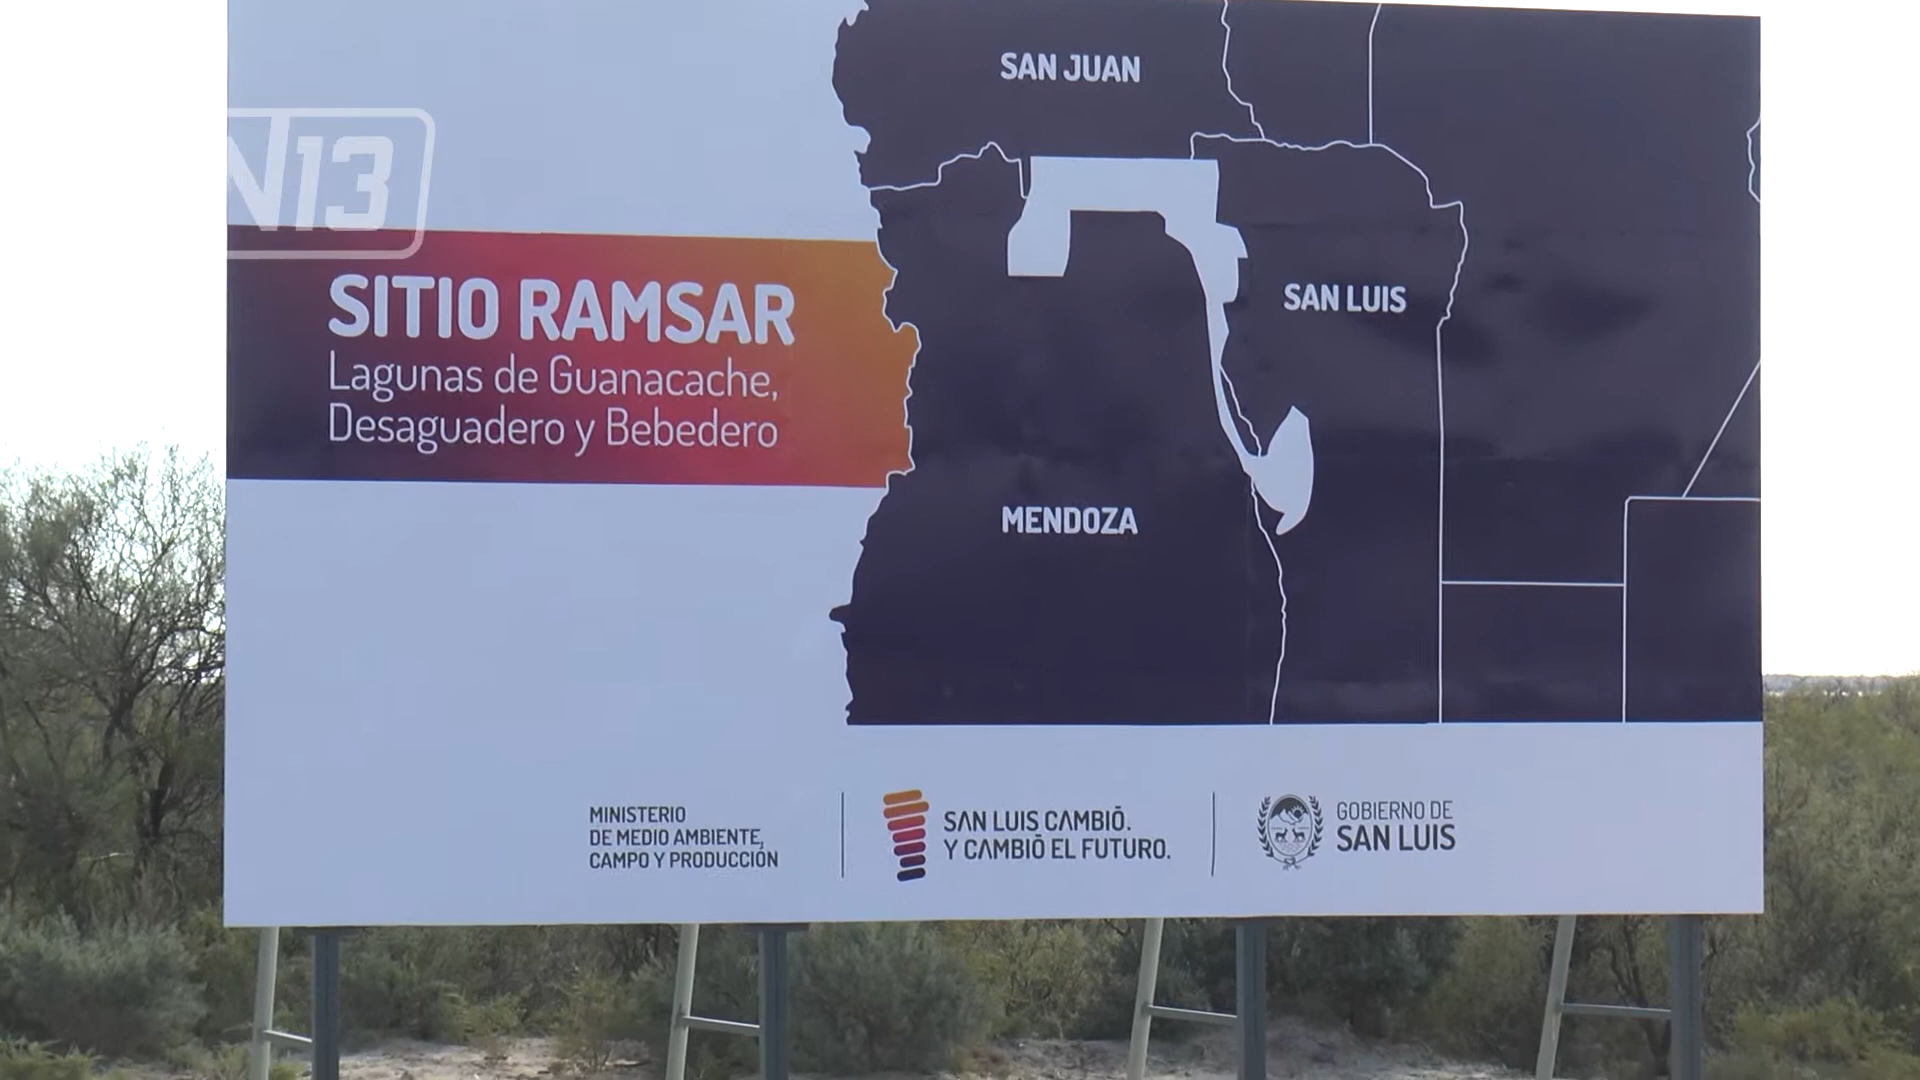 SAN JUAN
N13
SITIO RAMSAR
Lagunas de Guanacache,
Desaguadero y Bebedero
SAN LUIS
MENDOZA
MINISTERIO
DE MEDIO AMBIENTE,
CAMPO Y PRODUCCIÓN
SAN LUIS CAMBIÓ.
Y CAMBIÓ EL FUTURO.
GOBIERNO DE
SAN LUIS